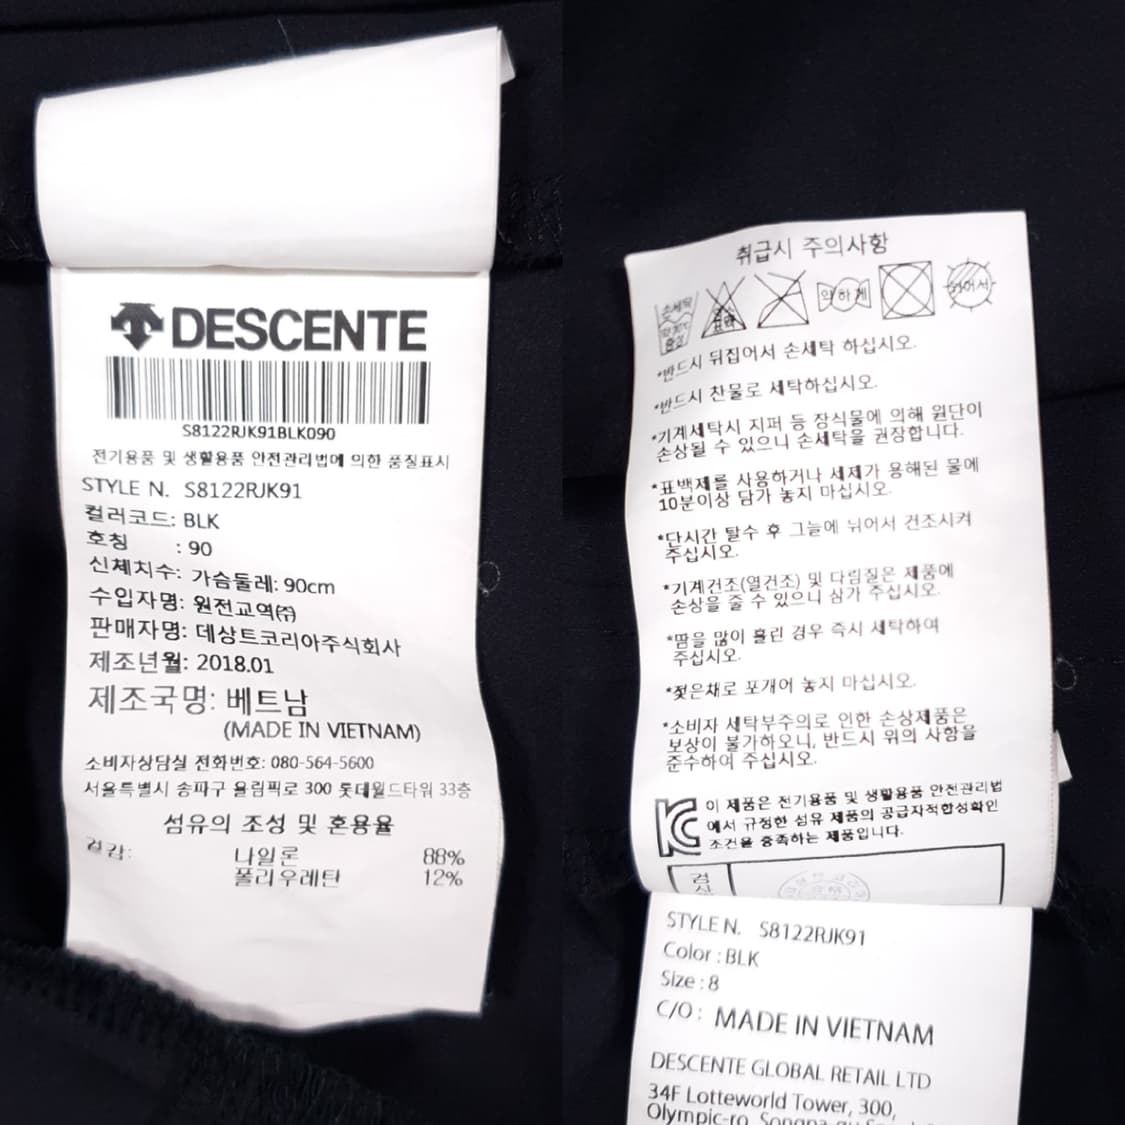 DESCENTE
S8122RJK91BLK090
전기용품 및 생활용품 안전관리법에 의한 품질표시
STYLE N. S8122RJK91
컬러코드: BLK
호칭 : 90
신체치수: 가슴둘레: 90cm
수입자명: 원전교역㈜
판매자명: 데상트코리아주식회사
제조년월: 2018.01
제조국명: 베트남
(MADE IN VIETNAM)
소비자상담실 전화번호: 080-564-5600
서울특별시 송파구 올림픽로 300 롯데월드타워 33층
섬유의 조성 및 혼용율
겉감: 나일론 88%
폴리우레탄 12%
취급시 주의사항
손세탁
약하게
뉘어서
*반드시 뒤집어서 손세탁 하십시오.
*반드시 찬물로 세탁하십시오.
*기계세탁시 지퍼 등 장식물에 의해 원단이
손상될 수 있으니 손세탁을 권장합니다.
*표백제를 사용하거나 세제가 용해된 물에
10분이상 담가 놓지 마십시오.
*단시간 탈수 후 그늘에 뉘어서 건조시켜
주십시오.
*기계건조(열건조) 및 다림질은 제품에
손상을 줄 수 있으니 삼가 주십시오.
*땀을 많이 흘린 경우 즉시 세탁하여
주십시오.
*젖은채로 포개어 놓지 마십시오.
*소비자 세탁부주의로 인한 손상제품은
보상이 불가하오니, 반드시 위의 사항을
준수하여 주십시오.
이 제품은 전기용품 및 생활용품 안전관리법
에서 규정한 섬유 제품의 공급자적합성확인
조건을 충족하는 제품입니다.
검
STYLE N. S8122RJK91
Color : BLK
Size : 8
C/O : MADE IN VIETNAM
DESCENTE GLOBAL RETAIL LTD
34F Lotteworld Tower, 300,
Olympic-ro, Songpa-gu